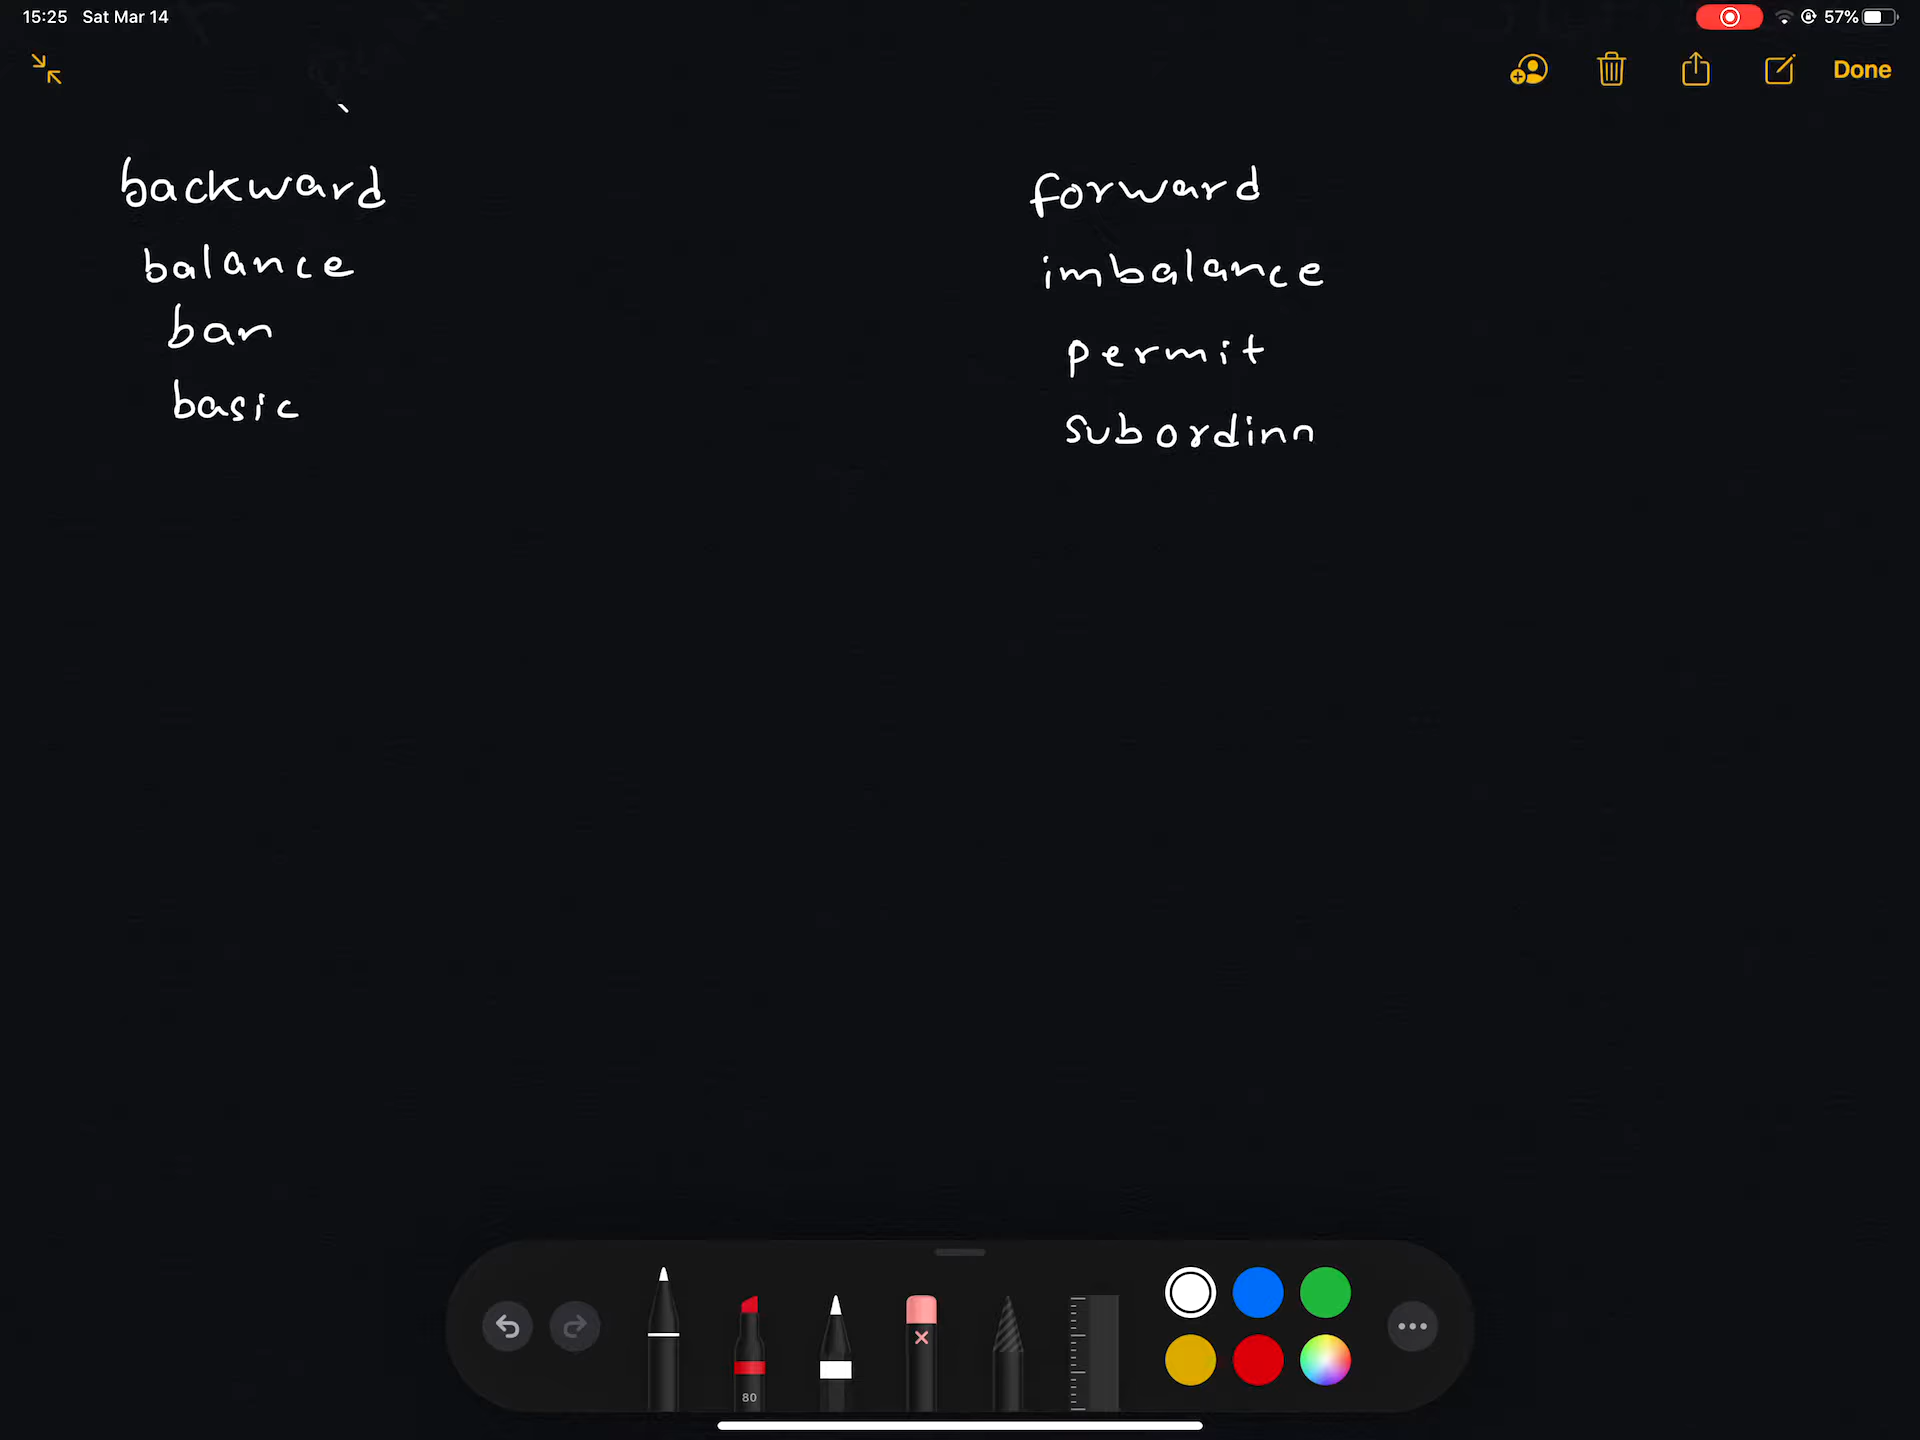 15:25 Sat Mar 14
57%
Done
backward forward
balance imbalance
ban permit
basic subordinn
80